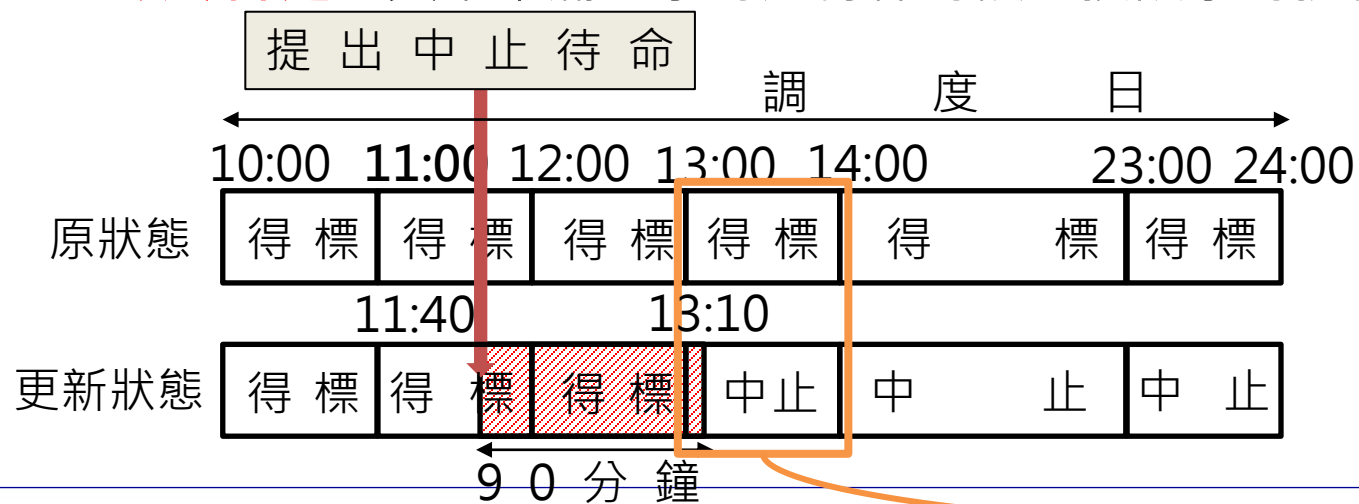 提出中止待命
調度日
10:00 11:00 12:00 13:00 14:00 23:00 24:00
原狀態 得標 得標 得標 得標 得標 得標
11:40 13:10
更新狀態 得標 得標 得標 中止 中止 中止
90分鐘